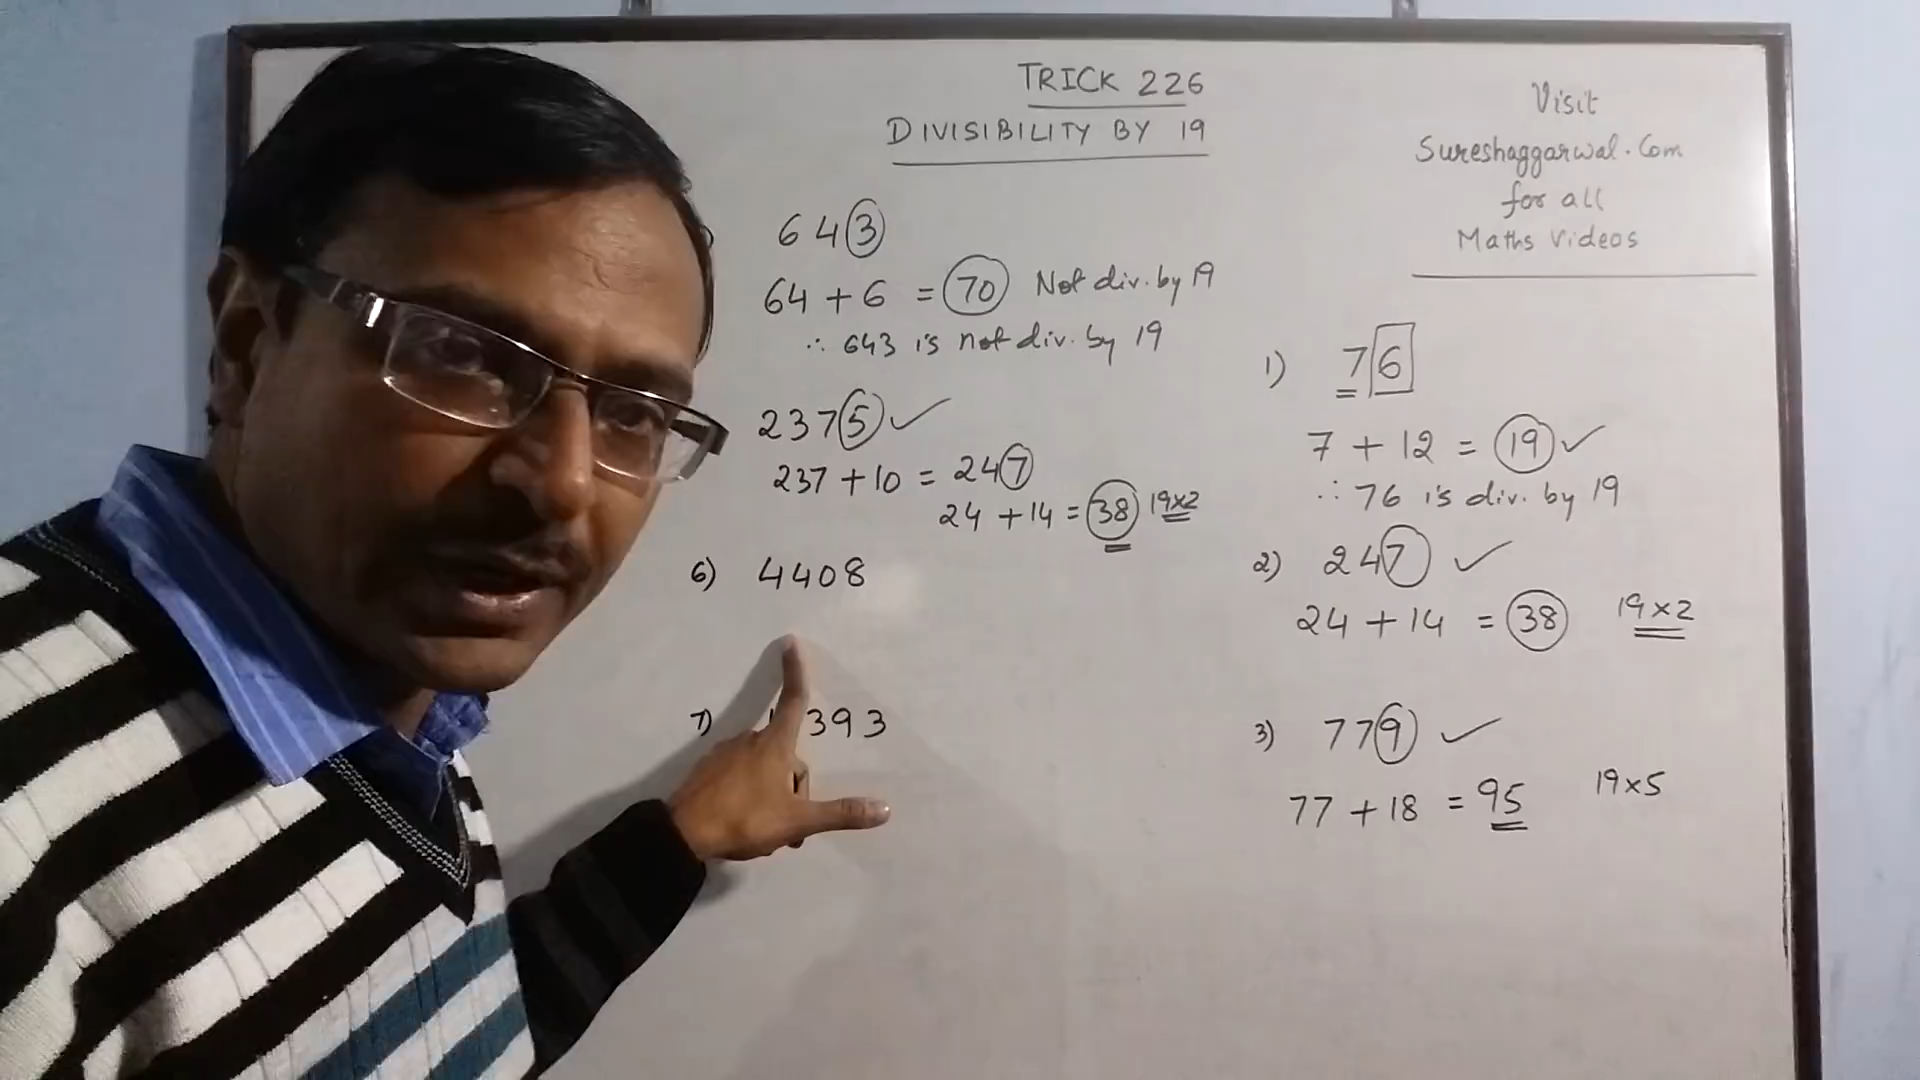 TRICK 226
DIVISIBILITY BY 19
Visit
Sureshaggarwal.Com
for all
Maths Videos
643
64 + 6 = 70 Not div. by 19
∴ 643 is not div. by 19
2375 ✓
237 + 10 = 247
24 + 14 = 38 19×2
6) 4408
7) 393
1) 76
7 + 12 = 19 ✓
∴ 76 is div. by 19
2) 247 ✓
24 + 14 = 38 19×2
3) 779 ✓
77 + 18 = 95 19×5